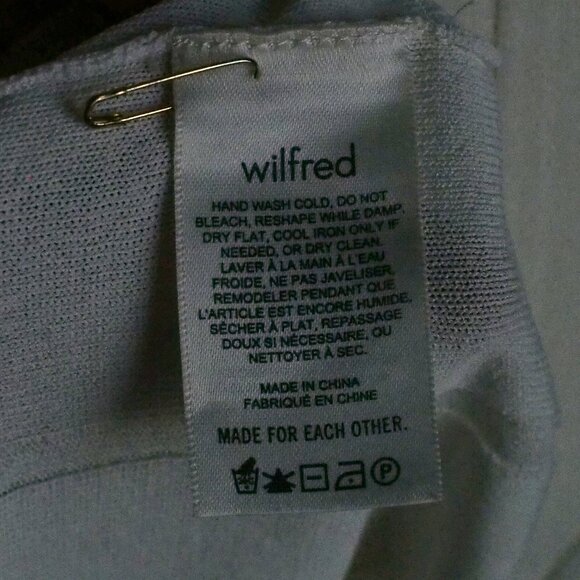 wilfred
HAND WASH COLD, DO NOT
BLEACH, RESHAPE WHILE DAMP,
DRY FLAT, COOL IRON ONLY IF
NEEDED, OR DRY CLEAN.
LAVER À LA MAIN À L'EAU
FROIDE, NE PAS JAVELISER,
REMODELER PENDANT QUE
L'ARTICLE EST ENCORE HUMIDE.
SÉCHER À PLAT, REPASSAGE
DOUX SI NÉCESSAIRE, OU
NETTOYER À SEC.
MADE IN CHINA
FABRIQUÉ EN CHINE
MADE FOR EACH OTHER.
P